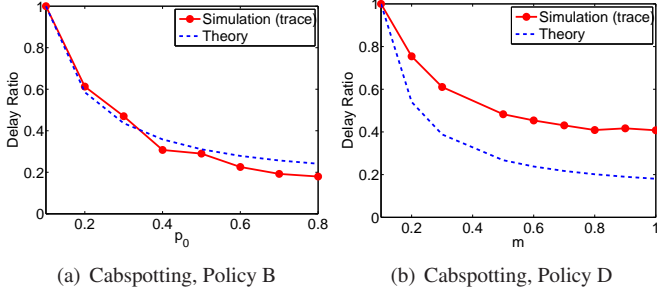 1
0.8
0.6
0.4
0.2
0
Delay Ratio
Simulation (trace)
Theory
0.2 0.4 0.6 0.8
p0
(a) Cabspotting, Policy B
1
0.8
0.6
0.4
0.2
0
Delay Ratio
Simulation (trace)
Theory
0.2 0.4 0.6 0.8 1
m
(b) Cabspotting, Policy D